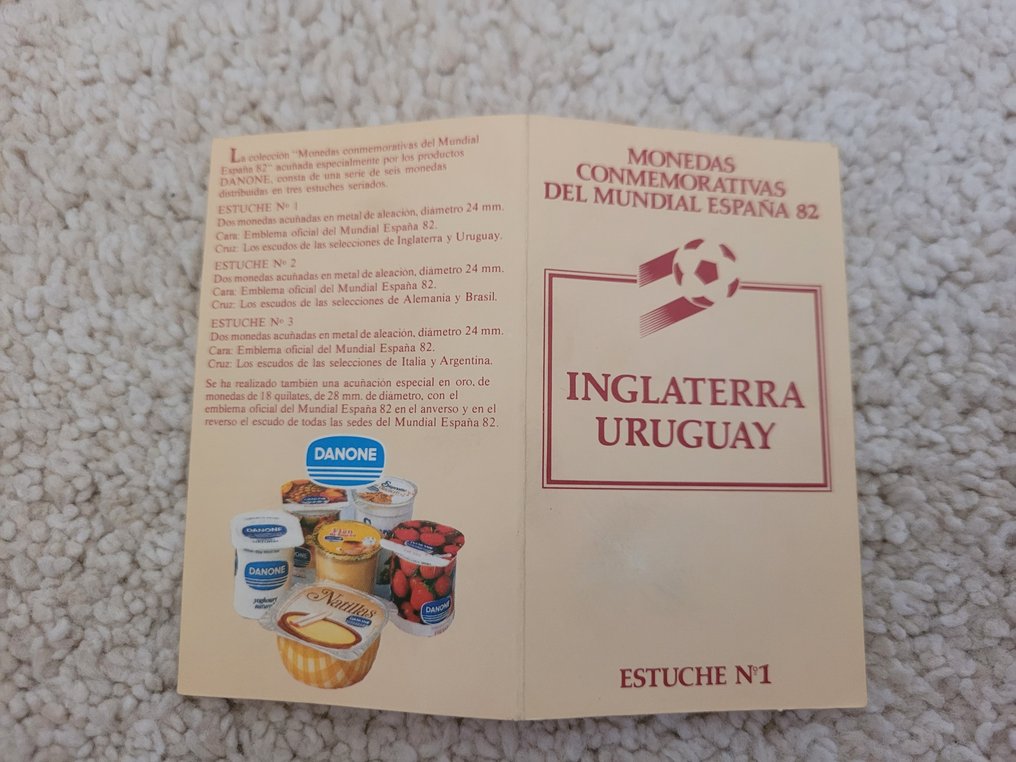 La colección "Monedas conmemorativas del Mundial
España 82" acuñada especialmente por los productos
DANONE, consta de una serie de seis monedas
distribuidas en tres estuches seriados.
ESTUCHE Nº 1
Dos monedas acuñadas en metal de aleación, diámetro 24 mm.
Cara: Emblema oficial del Mundial España 82.
Cruz: Los escudos de las selecciones de Inglaterra y Uruguay.
ESTUCHE Nº 2
Dos monedas acuñadas en metal de aleación, diámetro 24 mm.
Cara: Emblema oficial del Mundial España 82.
Cruz: Los escudos de las selecciones de Alemania y Brasil.
ESTUCHE Nº 3
Dos monedas acuñadas en metal de aleación, diámetro 24 mm.
Cara: Emblema oficial del Mundial España 82.
Cruz: Los escudos de las selecciones de Italia y Argentina.
Se ha realizado también una acuñación especial en oro, de
monedas de 18 quilates, de 28 mm. de diámetro, con el
emblema oficial del Mundial España 82 en el anverso y en el
reverso el escudo de todas las sedes del Mundial España 82.
DANONE
DANONE
DANONE
Natillas
DANONE
MONEDAS
CONMEMORATIVAS
DEL MUNDIAL ESPAÑA 82
INGLATERRA
URUGUAY
ESTUCHE Nº1